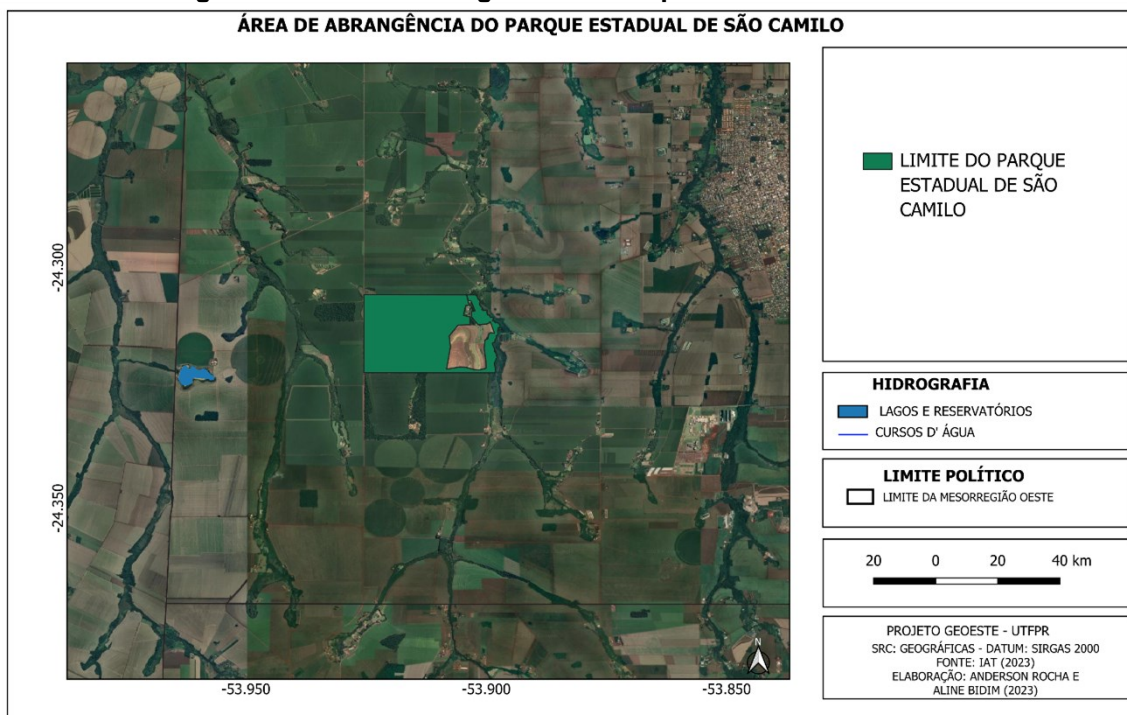 ÁREA DE ABRANGÊNCIA DO PARQUE ESTADUAL DE SÃO CAMILO
-24.300
-24.350
-53.950
-53.900
-53.850
N
LIMITE DO PARQUE
ESTADUAL DE SÃO
CAMILO
HIDROGRAFIA
LAGOS E RESERVATÓRIOS
CURSOS D' ÁGUA
LIMITE POLÍTICO
LIMITE DA MESORREGIÃO OESTE
20 0 20 40 km
PROJETO GEOESTE - UTFPR
SRC: GEOGRÁFICAS - DATUM: SIRGAS 2000
FONTE: IAT (2023)
ELABORAÇÃO: ANDERSON ROCHA E
ALINE BIDIM (2023)